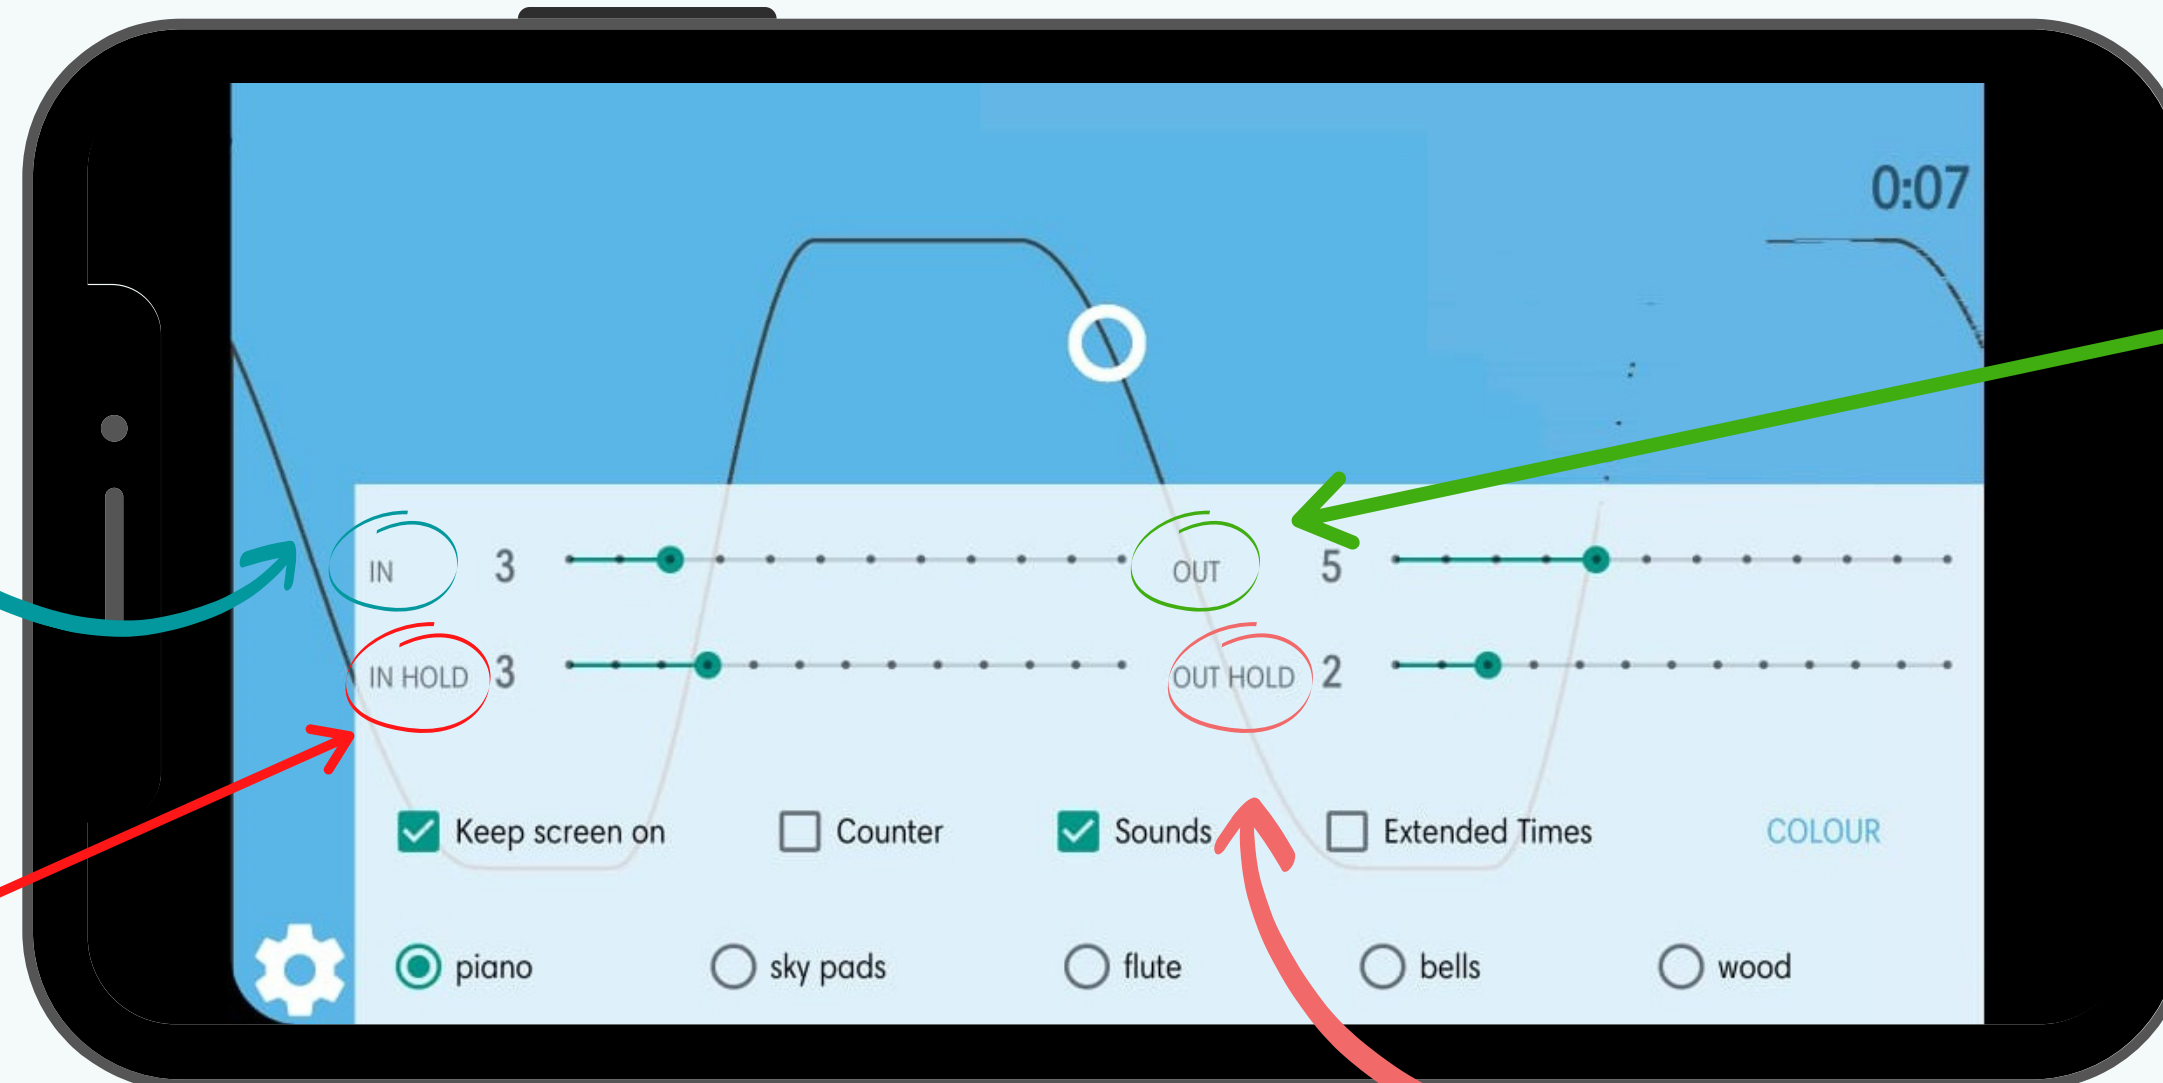 0:07
IN 3 OUT 5
IN HOLD 3 OUT HOLD 2
Keep screen on Counter Sounds Extended Times COLOUR
piano sky pads flute bells wood